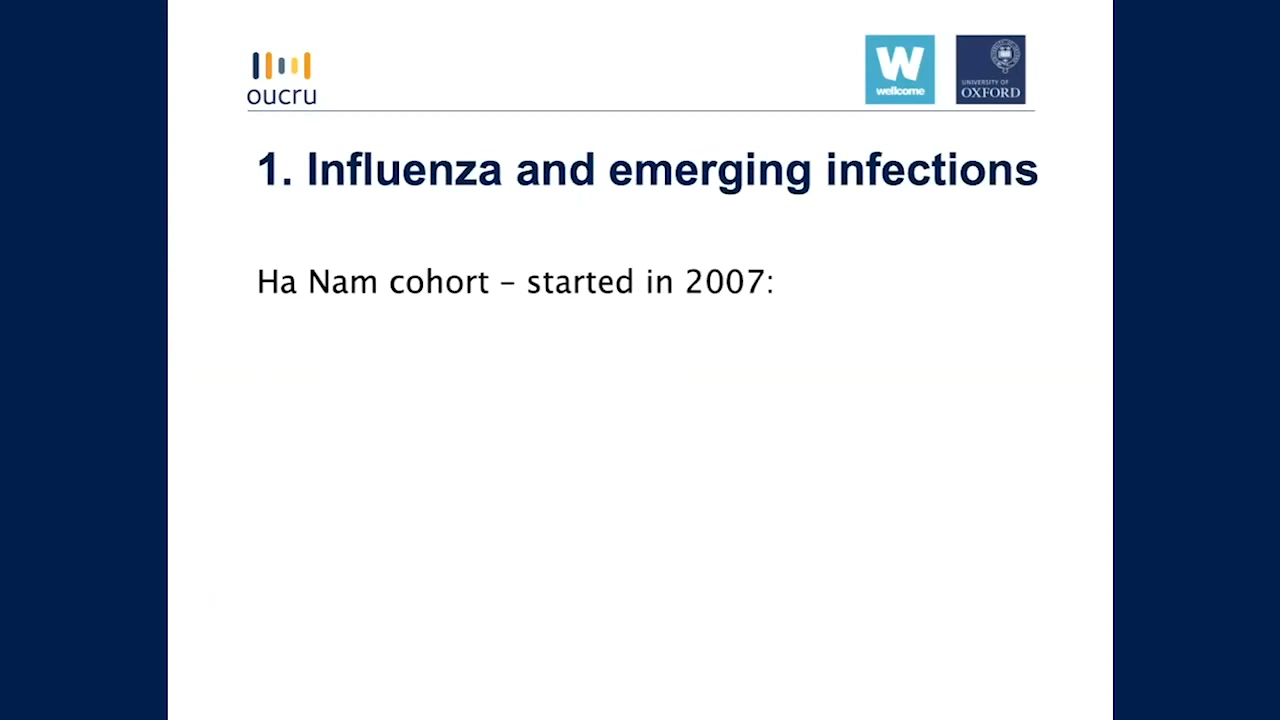 oucru
W
wellcome
UNIVERSITY OF
OXFORD
1. Influenza and emerging infections
Ha Nam cohort – started in 2007: